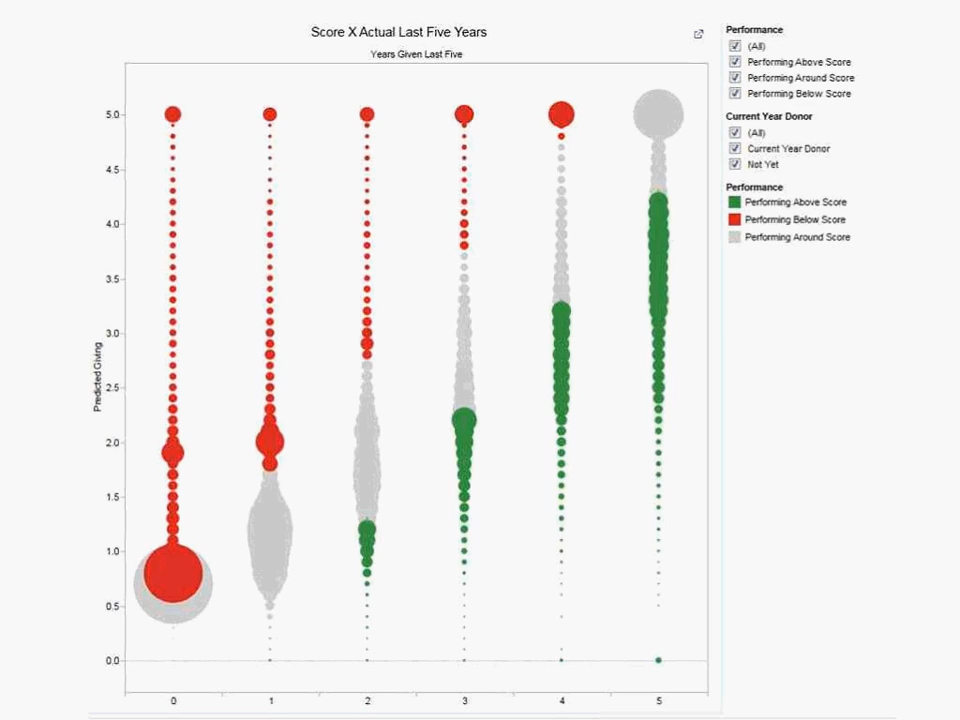 Score X Actual Last Five Years
Years Given Last Five
Predicted Giving
5.0
4.5
4.0
3.5
3.0
2.5
2.0
1.5
1.0
0.5
0.0
0 1 2 3 4 5
Performance
(All)
Performing Above Score
Performing Around Score
Performing Below Score
Current Year Donor
(All)
Current Year Donor
Not Yet
Performance
Performing Above Score
Performing Below Score
Performing Around Score